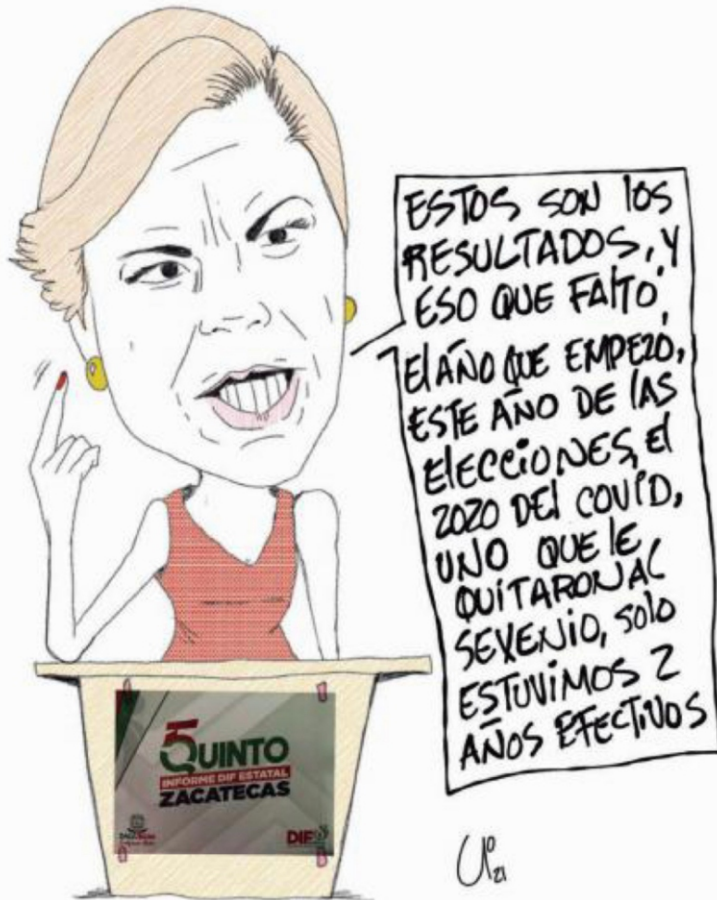 ESTOS SON lOS
RESULTADOS, Y
ESO QUE FAlTO,
El AÑO QUE EMPEZO,
ESTE AÑO DE lAS
ElECCiONES, El
2020 DEl COVID,
UNO QUE lE
QUiTARON Al
SEXENiO, SOlO
ESTUViMOS 2
AÑOS EFECTiVOS
5
QUINTO
INFORME DIF ESTATAL
ZACATECAS
DIF
21